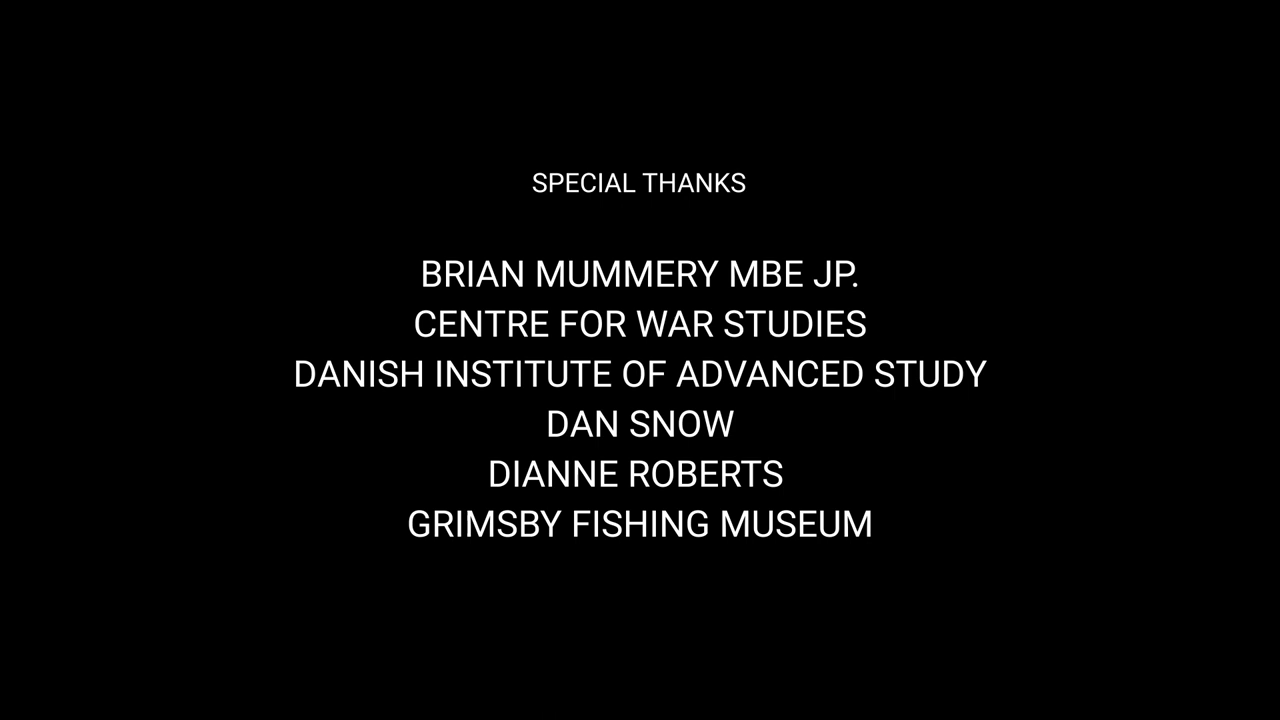 SPECIAL THANKS
BRIAN MUMMERY MBE JP.
CENTRE FOR WAR STUDIES
DANISH INSTITUTE OF ADVANCED STUDY
DAN SNOW
DIANNE ROBERTS
GRIMSBY FISHING MUSEUM